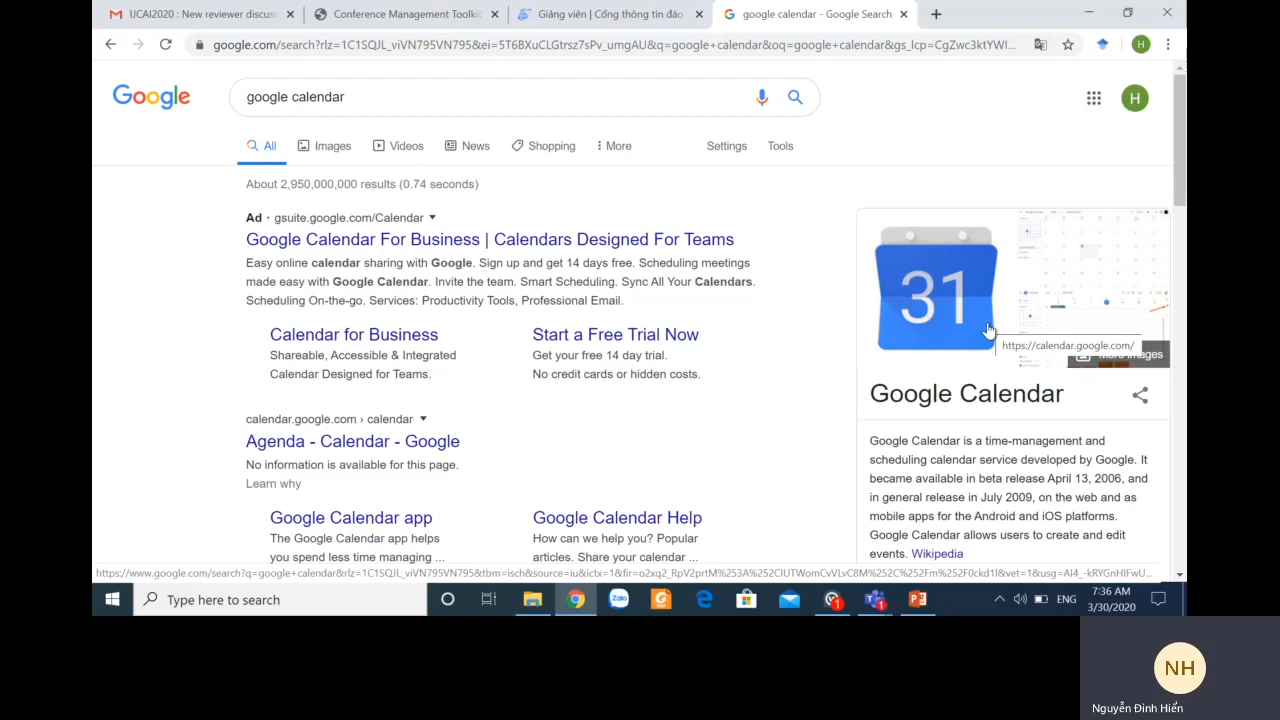 IJCAI2020 : New reviewer discuss
Conference Management Toolkit
Giảng viên | Cổng thông tin đào
google calendar - Google Search
google.com/search?rlz=1C1SQJL_viVN795VN795&ei=5T6BXuCLGtrsz7sPv_umgAU&q=google+calendar&oq=google+calendar&gs_lcp=CgZwc3ktYWI...
H
Google
google calendar
H
All
Images
Videos
News
Shopping
More
Settings
Tools
About 2,950,000,000 results (0.74 seconds)
Ad · gsuite.google.com/Calendar
Google Calendar For Business | Calendars Designed For Teams
Easy online calendar sharing with Google. Sign up and get 14 days free. Scheduling meetings
made easy with Google Calendar. Invite the team. Smart Scheduling. Sync All Your Calendars.
Scheduling On-the-go. Services: Productivity Tools, Professional Email.
Calendar for Business
Shareable, Accessible & Integrated
Calendar Designed for Teams.
Start a Free Trial Now
Get your free 14 day trial.
No credit cards or hidden costs.
calendar.google.com › calendar
Agenda - Calendar - Google
No information is available for this page.
Learn why
Google Calendar app
The Google Calendar app helps
you spend less time managing ...
Google Calendar Help
How can we help you? Popular
articles. Share your calendar ...
31
https://calendar.google.com/
More images
Google Calendar
Google Calendar is a time-management and
scheduling calendar service developed by Google. It
became available in beta release April 13, 2006, and
in general release in July 2009, on the web and as
mobile apps for the Android and iOS platforms.
Google Calendar allows users to create and edit
events. Wikipedia
Type here to search
Zalo
1
1
ENG
7:36 AM
3/30/2020
NH
Nguyễn Đình Hiển